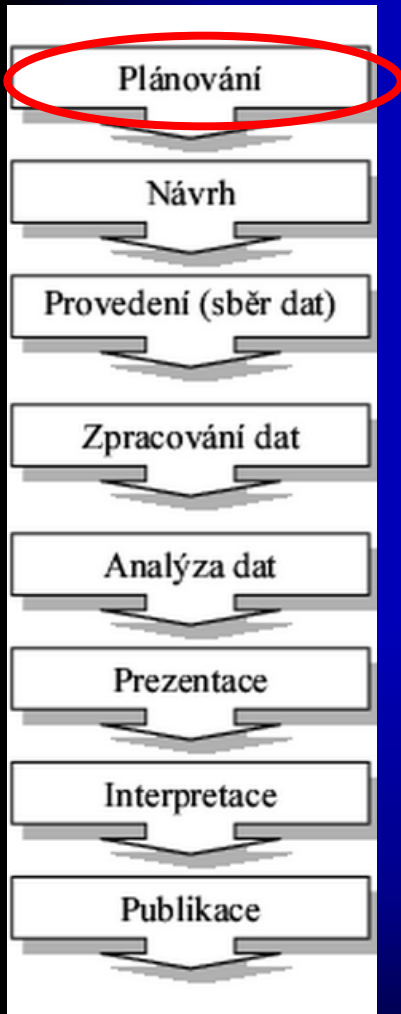 Plánování
Návrh
Provedení (sběr dat)
Zpracování dat
Analýza dat
Prezentace
Interpretace
Publikace